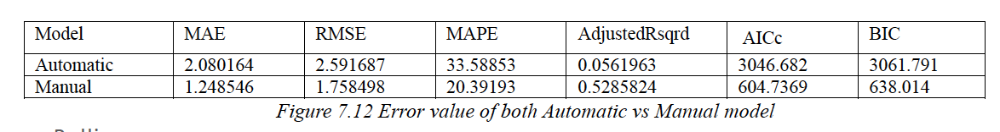 Model MAE RMSE MAPE AdjustedRsqrd AICc BIC
Automatic 2.080164 2.591687 33.58853 0.0561963 3046.682 3061.791
Manual 1.248546 1.758498 20.39193 0.5285824 604.7369 638.014
Figure 7.12 Error value of both Automatic vs Manual model